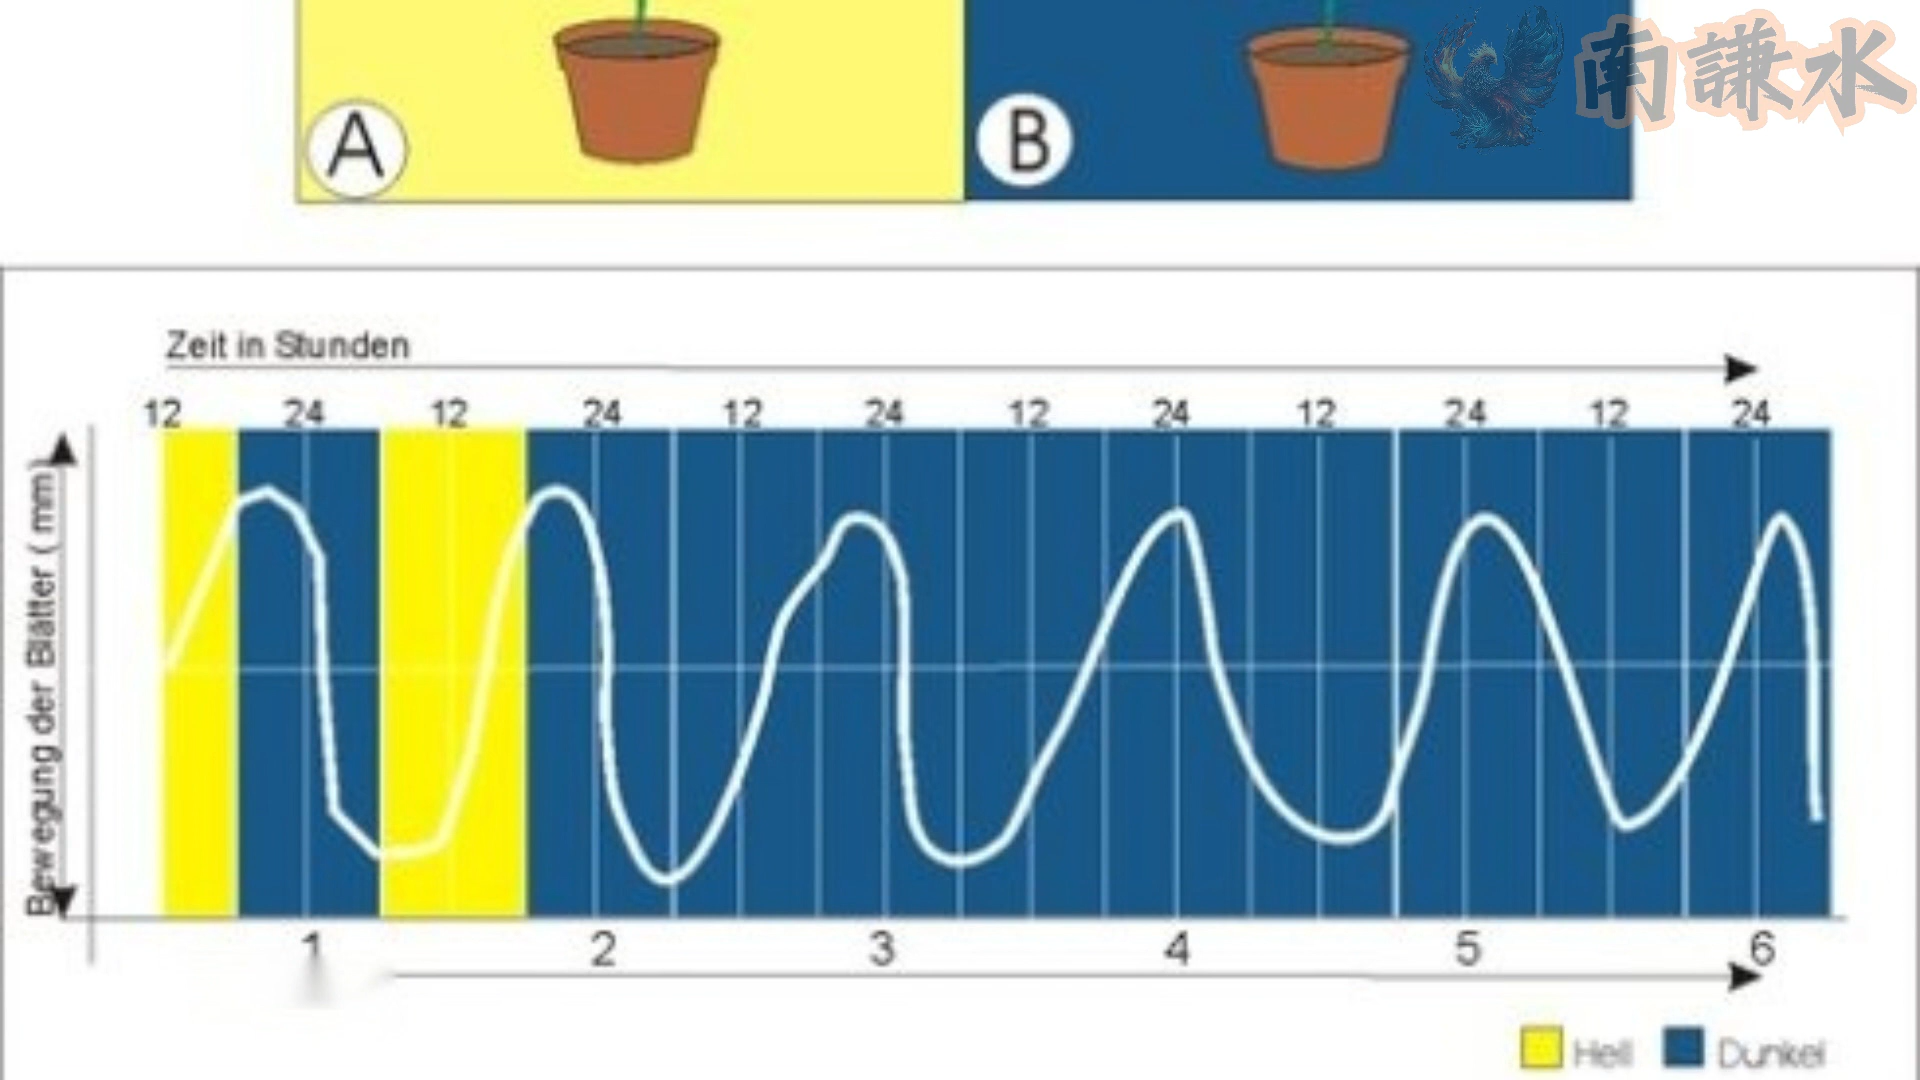 南謙水
A
B
Zeit in Stunden
12 24 12 24 12 24 12 24 12 24 12 24
Bewegung der Blätter ( mm)
1 2 3 4 5 6
Hell Dunkel